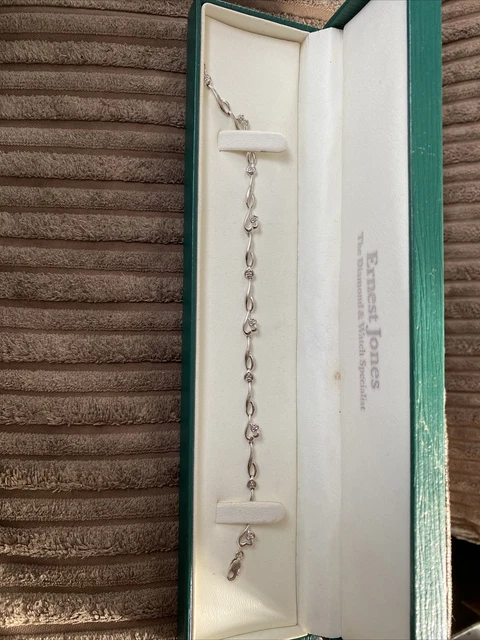 Ernest Jones
The Diamond & Watch Specialist